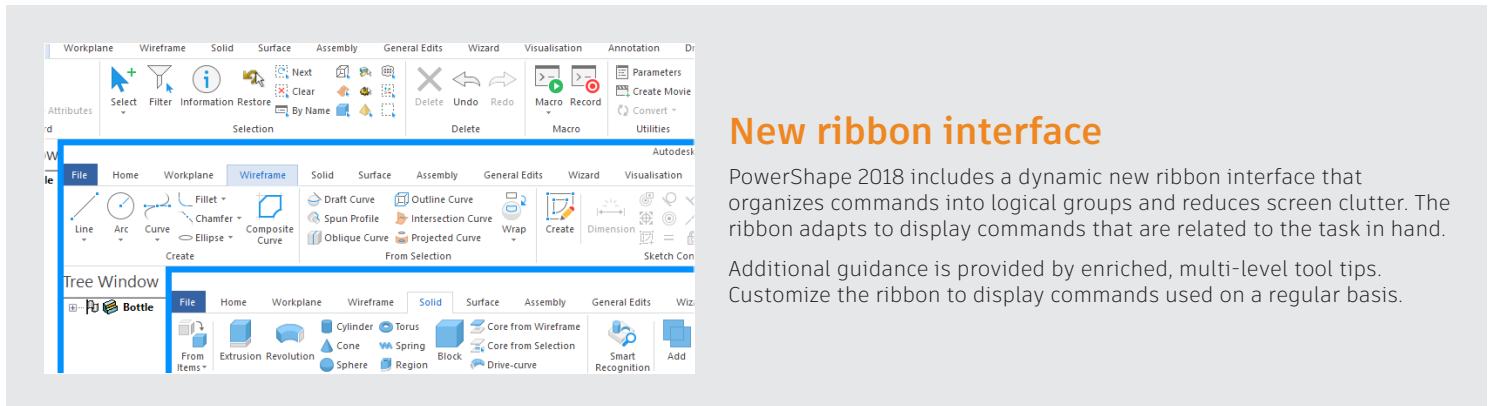 Workplane Wireframe Solid Surface Assembly General Edits Wizard Visualisation Annotation
Next
Clear
By Name
Attributes Select Filter Information Restore Delete Undo Redo Macro Record
Parameters
Create Movie
Convert
Selection Delete Macro Utilities
Autodesk
File Home Workplane Wireframe Solid Surface Assembly General Edits Wizard Visualisation
Line Arc Curve
Fillet
Chamfer
Ellipse
Composite
Curve
Draft Curve Outline Curve
Spun Profile Intersection Curve
Oblique Curve Projected Curve
Wrap Create Dimension
Create From Selection Sketch Con
Tree Window
Bottle
File Home Workplane Wireframe Solid Surface Assembly General Edits Wiz
From
Items
Extrusion Revolution
Cylinder Torus
Cone Spring
Sphere Region
Block
Core from Wireframe
Core from Selection
Drive-curve
Smart
Recognition
Add
New ribbon interface
PowerShape 2018 includes a dynamic new ribbon interface that
organizes commands into logical groups and reduces screen clutter. The
ribbon adapts to display commands that are related to the task in hand.
Additional guidance is provided by enriched, multi-level tool tips.
Customize the ribbon to display commands used on a regular basis.